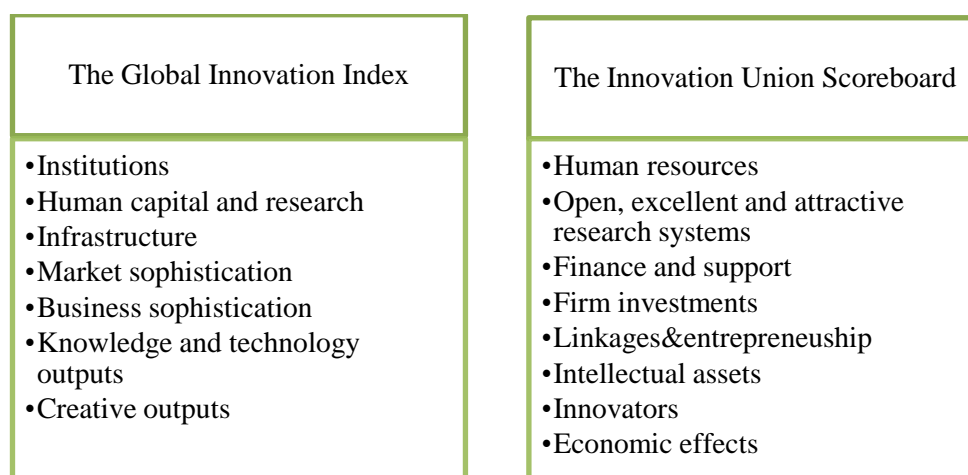 The Global Innovation Index
•Institutions
•Human capital and research
•Infrastructure
•Market sophistication
•Business sophistication
•Knowledge and technology
outputs
•Creative outputs
The Innovation Union Scoreboard
•Human resources
•Open, excellent and attractive
research systems
•Finance and support
•Firm investments
•Linkages&entrepreneuship
•Intellectual assets
•Innovators
•Economic effects